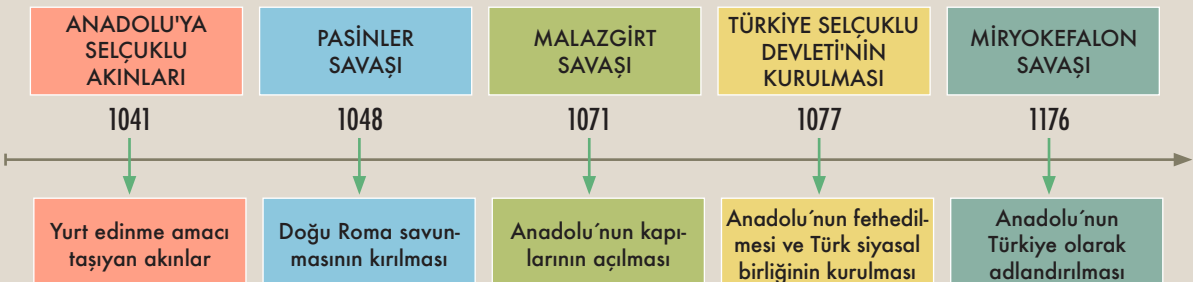 ANADOLU'YA
SELÇUKLU
AKINLARI
PASİNLER
SAVAŞI
MALAZGİRT
SAVAŞI
TÜRKİYE SELÇUKLU
DEVLETİ'NİN
KURULMASI
MİRYOKEFALON
SAVAŞI
1041
1048
1071
1077
1176
Yurt edinme amacı
taşıyan akınlar
Doğu Roma savun-
masının kırılması
Anadolu´nun kapı-
larının açılması
Anadolu´nun fethedil-
mesi ve Türk siyasal
birliğinin kurulması
Anadolu´nun
Türkiye olarak
adlandırılması